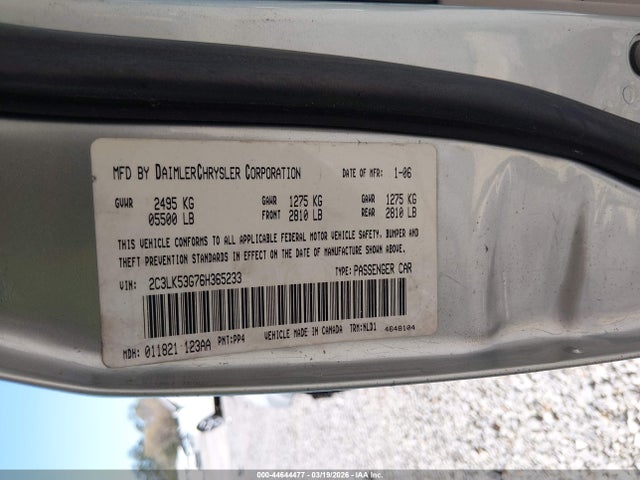 MFD BY DAIMLERCHRYSLER CORPORATION DATE OF MFR: 1-06
GVWR 2495 KG GAWR 1275 KG GAWR 1275 KG
05500 LB FRONT 2810 LB REAR 2810 LB
THIS VEHICLE CONFORMS TO ALL APPLICABLE FEDERAL MOTOR VEHICLE SAFETY, BUMPER AND
THEFT PREVENTION STANDARDS IN EFFECT ON THE DATE OF MANUFACTURE SHOWN ABOVE.
VIN: 2C3LK53G76H365233 TYPE: PASSENGER CAR
MDH: 011821 123AA PNT: PP4 VEHICLE MADE IN CANADA TRM: NLD1 4648104
000-44644477 | 03/19/2026 | IAA Inc.